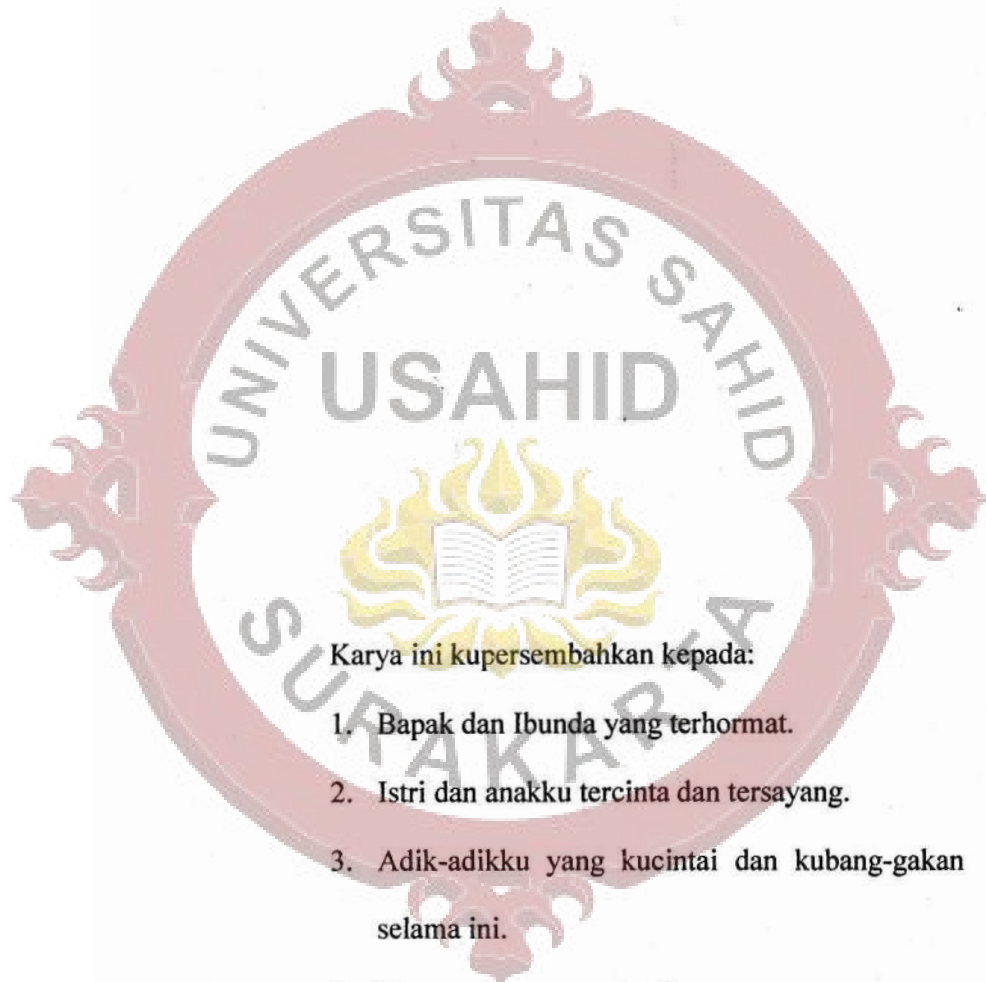 UNIVERSITAS SAHID
USAHID
SURAKARTA
Karya ini kupersembahkan kepada:
1. Bapak dan Ibunda yang terhormat.
2. Istri dan anakku tercinta dan tersayang.
3. Adik-adikku yang kucintai dan kubang-gakan
selama ini.